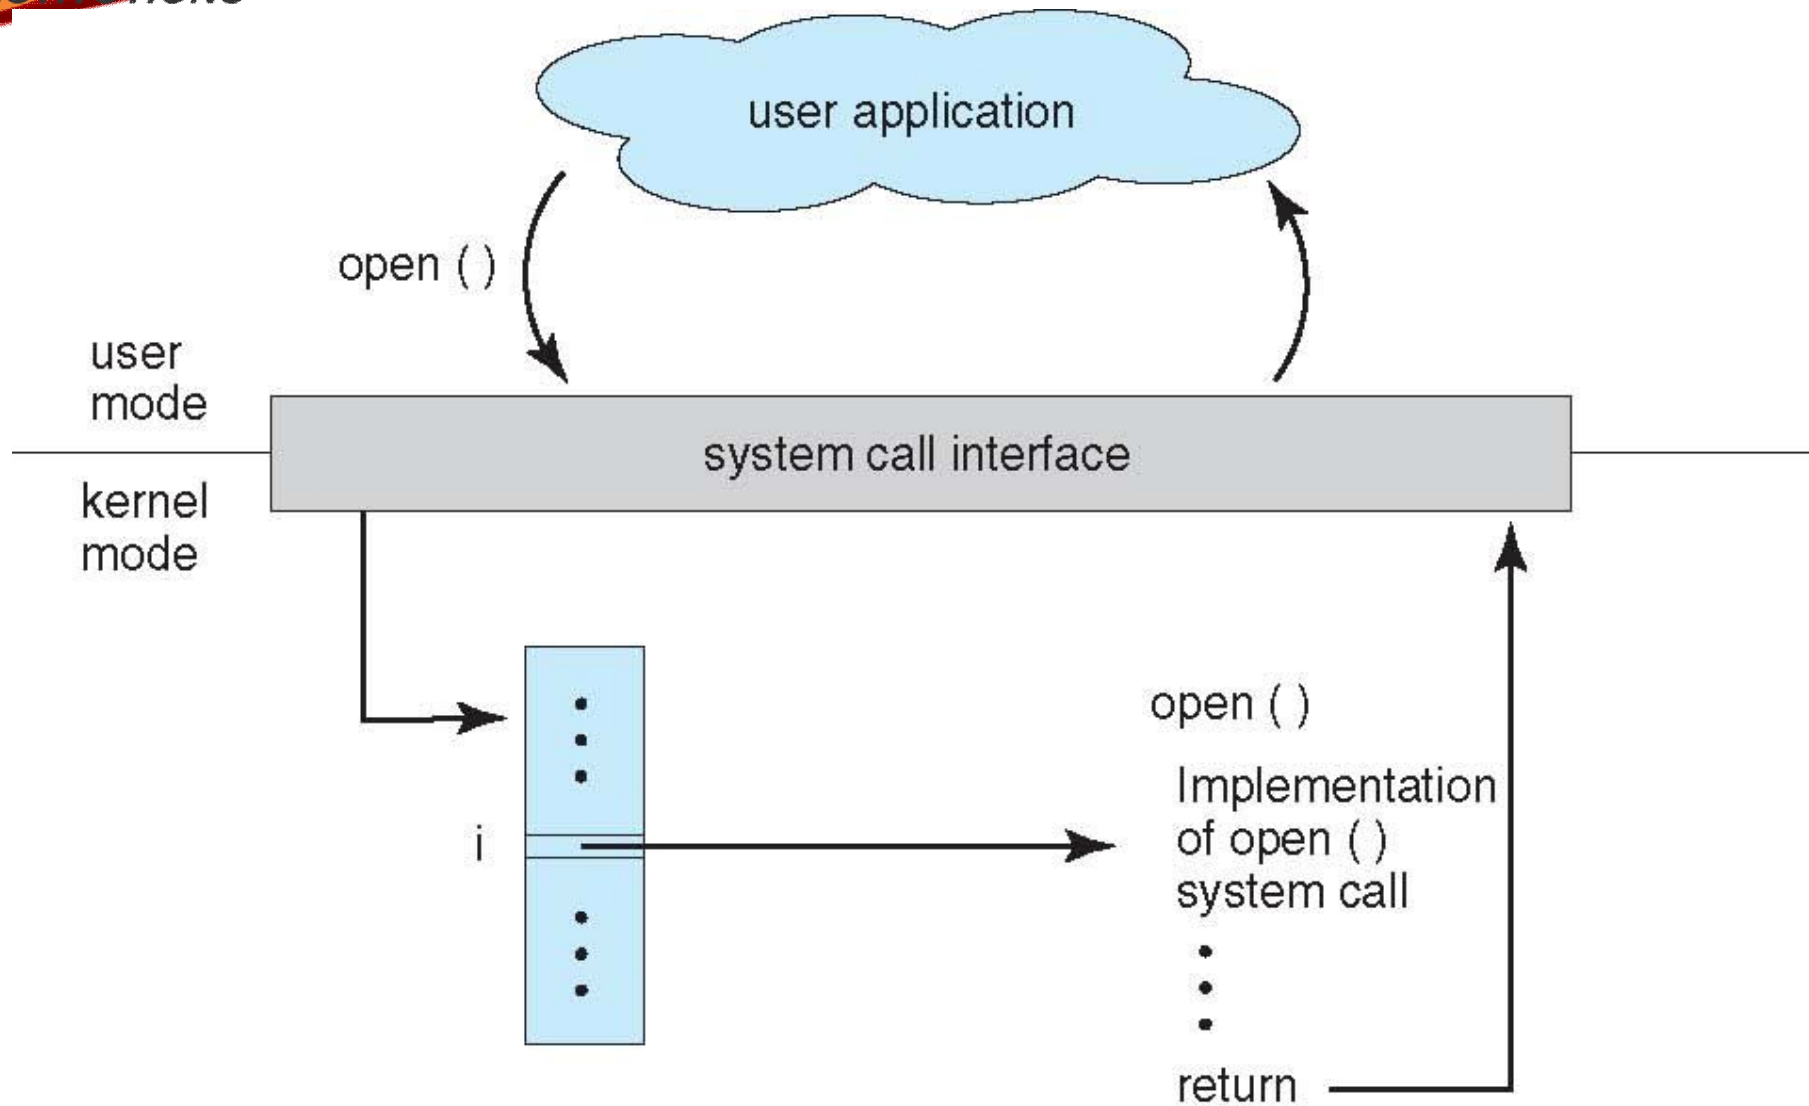 user application
open ( )
user
mode
system call interface
kernel
mode
open ( )
Implementation
i
of open ( )
system call
return